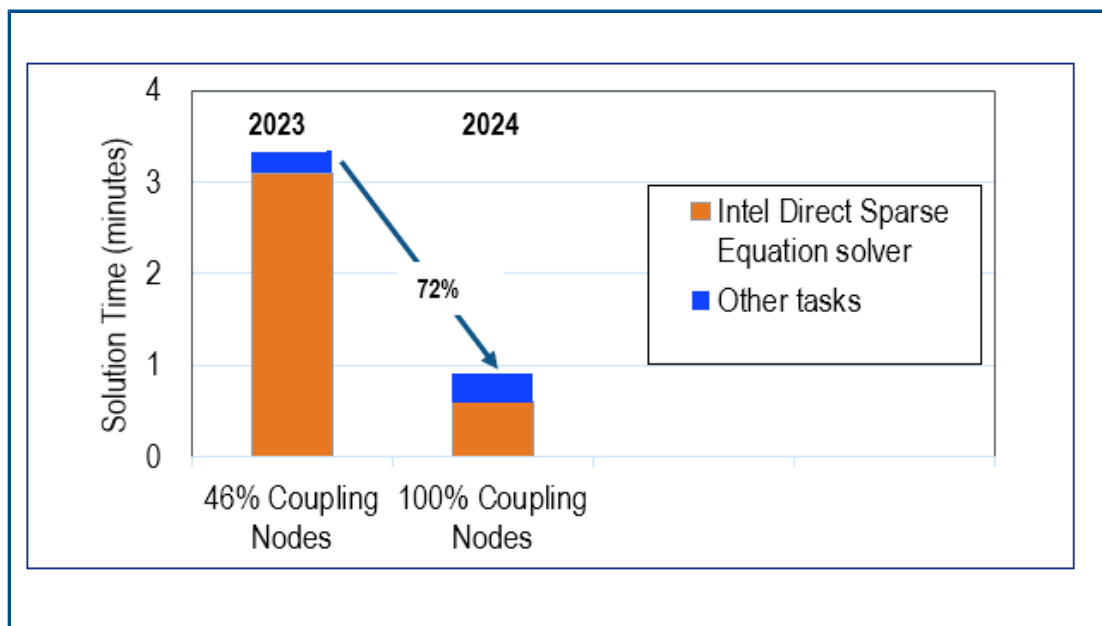 Solution Time (minutes)
4
3
2
1
0
2023
2024
72%
Intel Direct Sparse
Equation solver
Other tasks
46% Coupling
Nodes
100% Coupling
Nodes